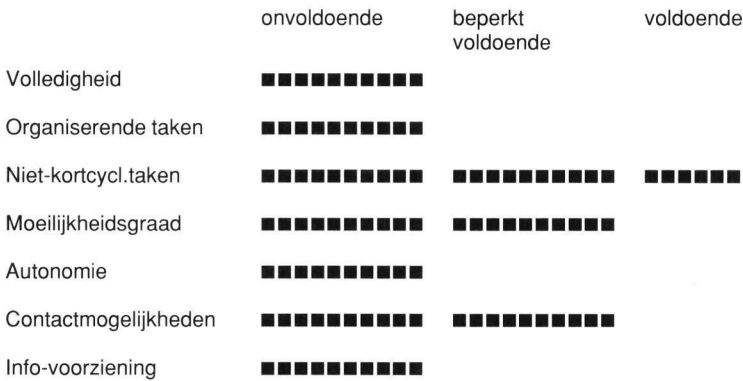 onvoldoende beperkt voldoende
voldoende
Volledigheid
Organiserende taken
Niet-kortcycl.taken
Moeilijkheidsgraad
Autonomie
Contactmogelijkheden
Info-voorziening